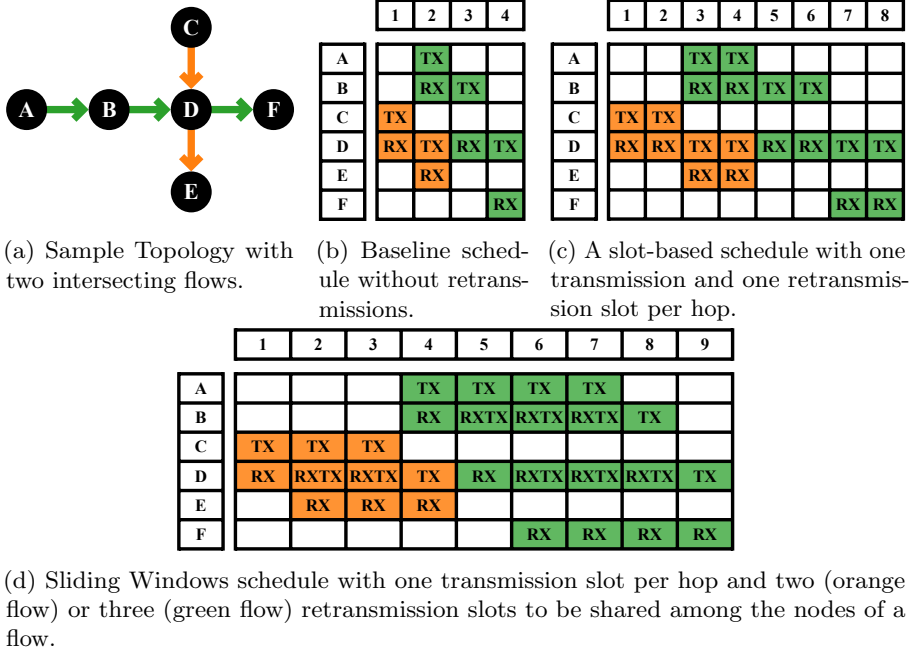 C
A B D F
E
(a) Sample Topology with
two intersecting flows.
1 2 3 4
A TX
B RX TX
C TX
D RX TX RX TX
E RX
F RX
(b) Baseline sched-
ule without retrans-
missions.
1 2 3 4 5 6 7 8
A TX TX
B RX RX TX TX
C TX TX
D RX RX TX TX RX RX TX TX
E RX RX
F RX RX
(c) A slot-based schedule with one
transmission and one retransmis-
sion slot per hop.
1 2 3 4 5 6 7 8 9
A TX TX TX TX
B RX RXTX RXTX RXTX TX
C TX TX TX
D RX RXTX RXTX TX RX RXTX RXTX RXTX TX
E RX RX RX
F RX RX RX RX
(d) Sliding Windows schedule with one transmission slot per hop and two (orange
flow) or three (green flow) retransmission slots to be shared among the nodes of a
flow.